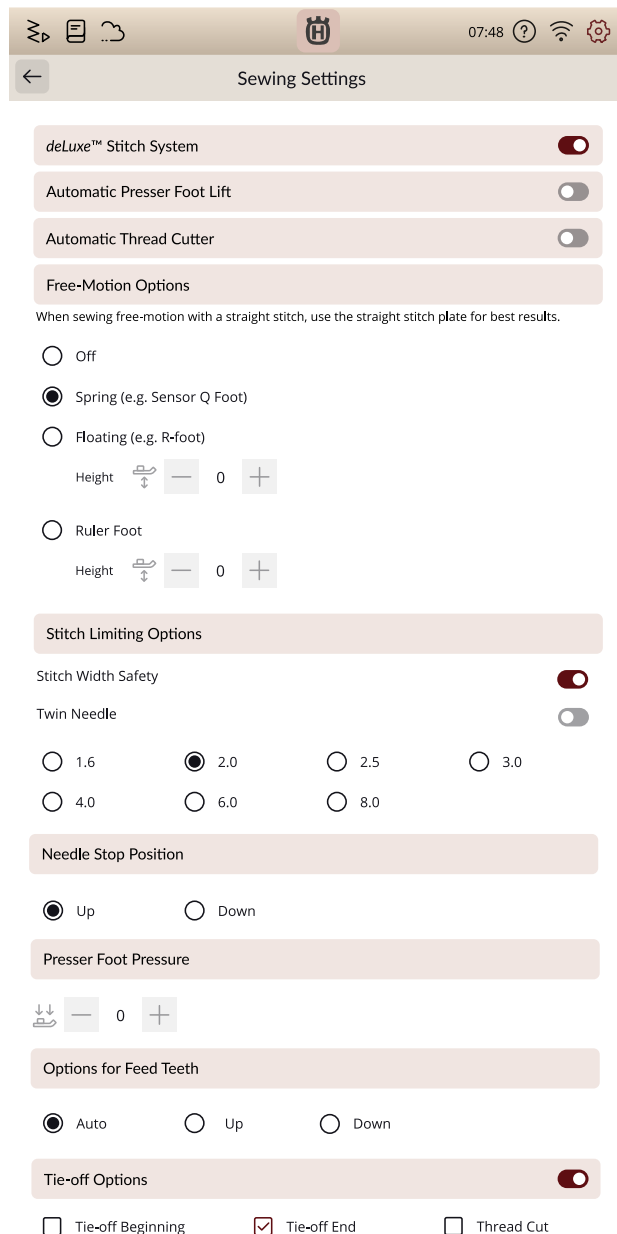 07:48 ?
Sewing Settings
deLuxe™ Stitch System
Automatic Presser Foot Lift
Automatic Thread Cutter
Free-Motion Options
When sewing free-motion with a straight stitch, use the straight stitch plate for best results.
Off
Spring (e.g. Sensor Q Foot)
Floating (e.g. R-foot)
Height — 0 +
Ruler Foot
Height — 0 +
Stitch Limiting Options
Stitch Width Safety
Twin Needle
1.6 2.0 2.5 3.0
4.0 6.0 8.0
Needle Stop Position
Up Down
Presser Foot Pressure
— 0 +
Options for Feed Teeth
Auto Up Down
Tie-off Options
Tie-off Beginning Tie-off End Thread Cut